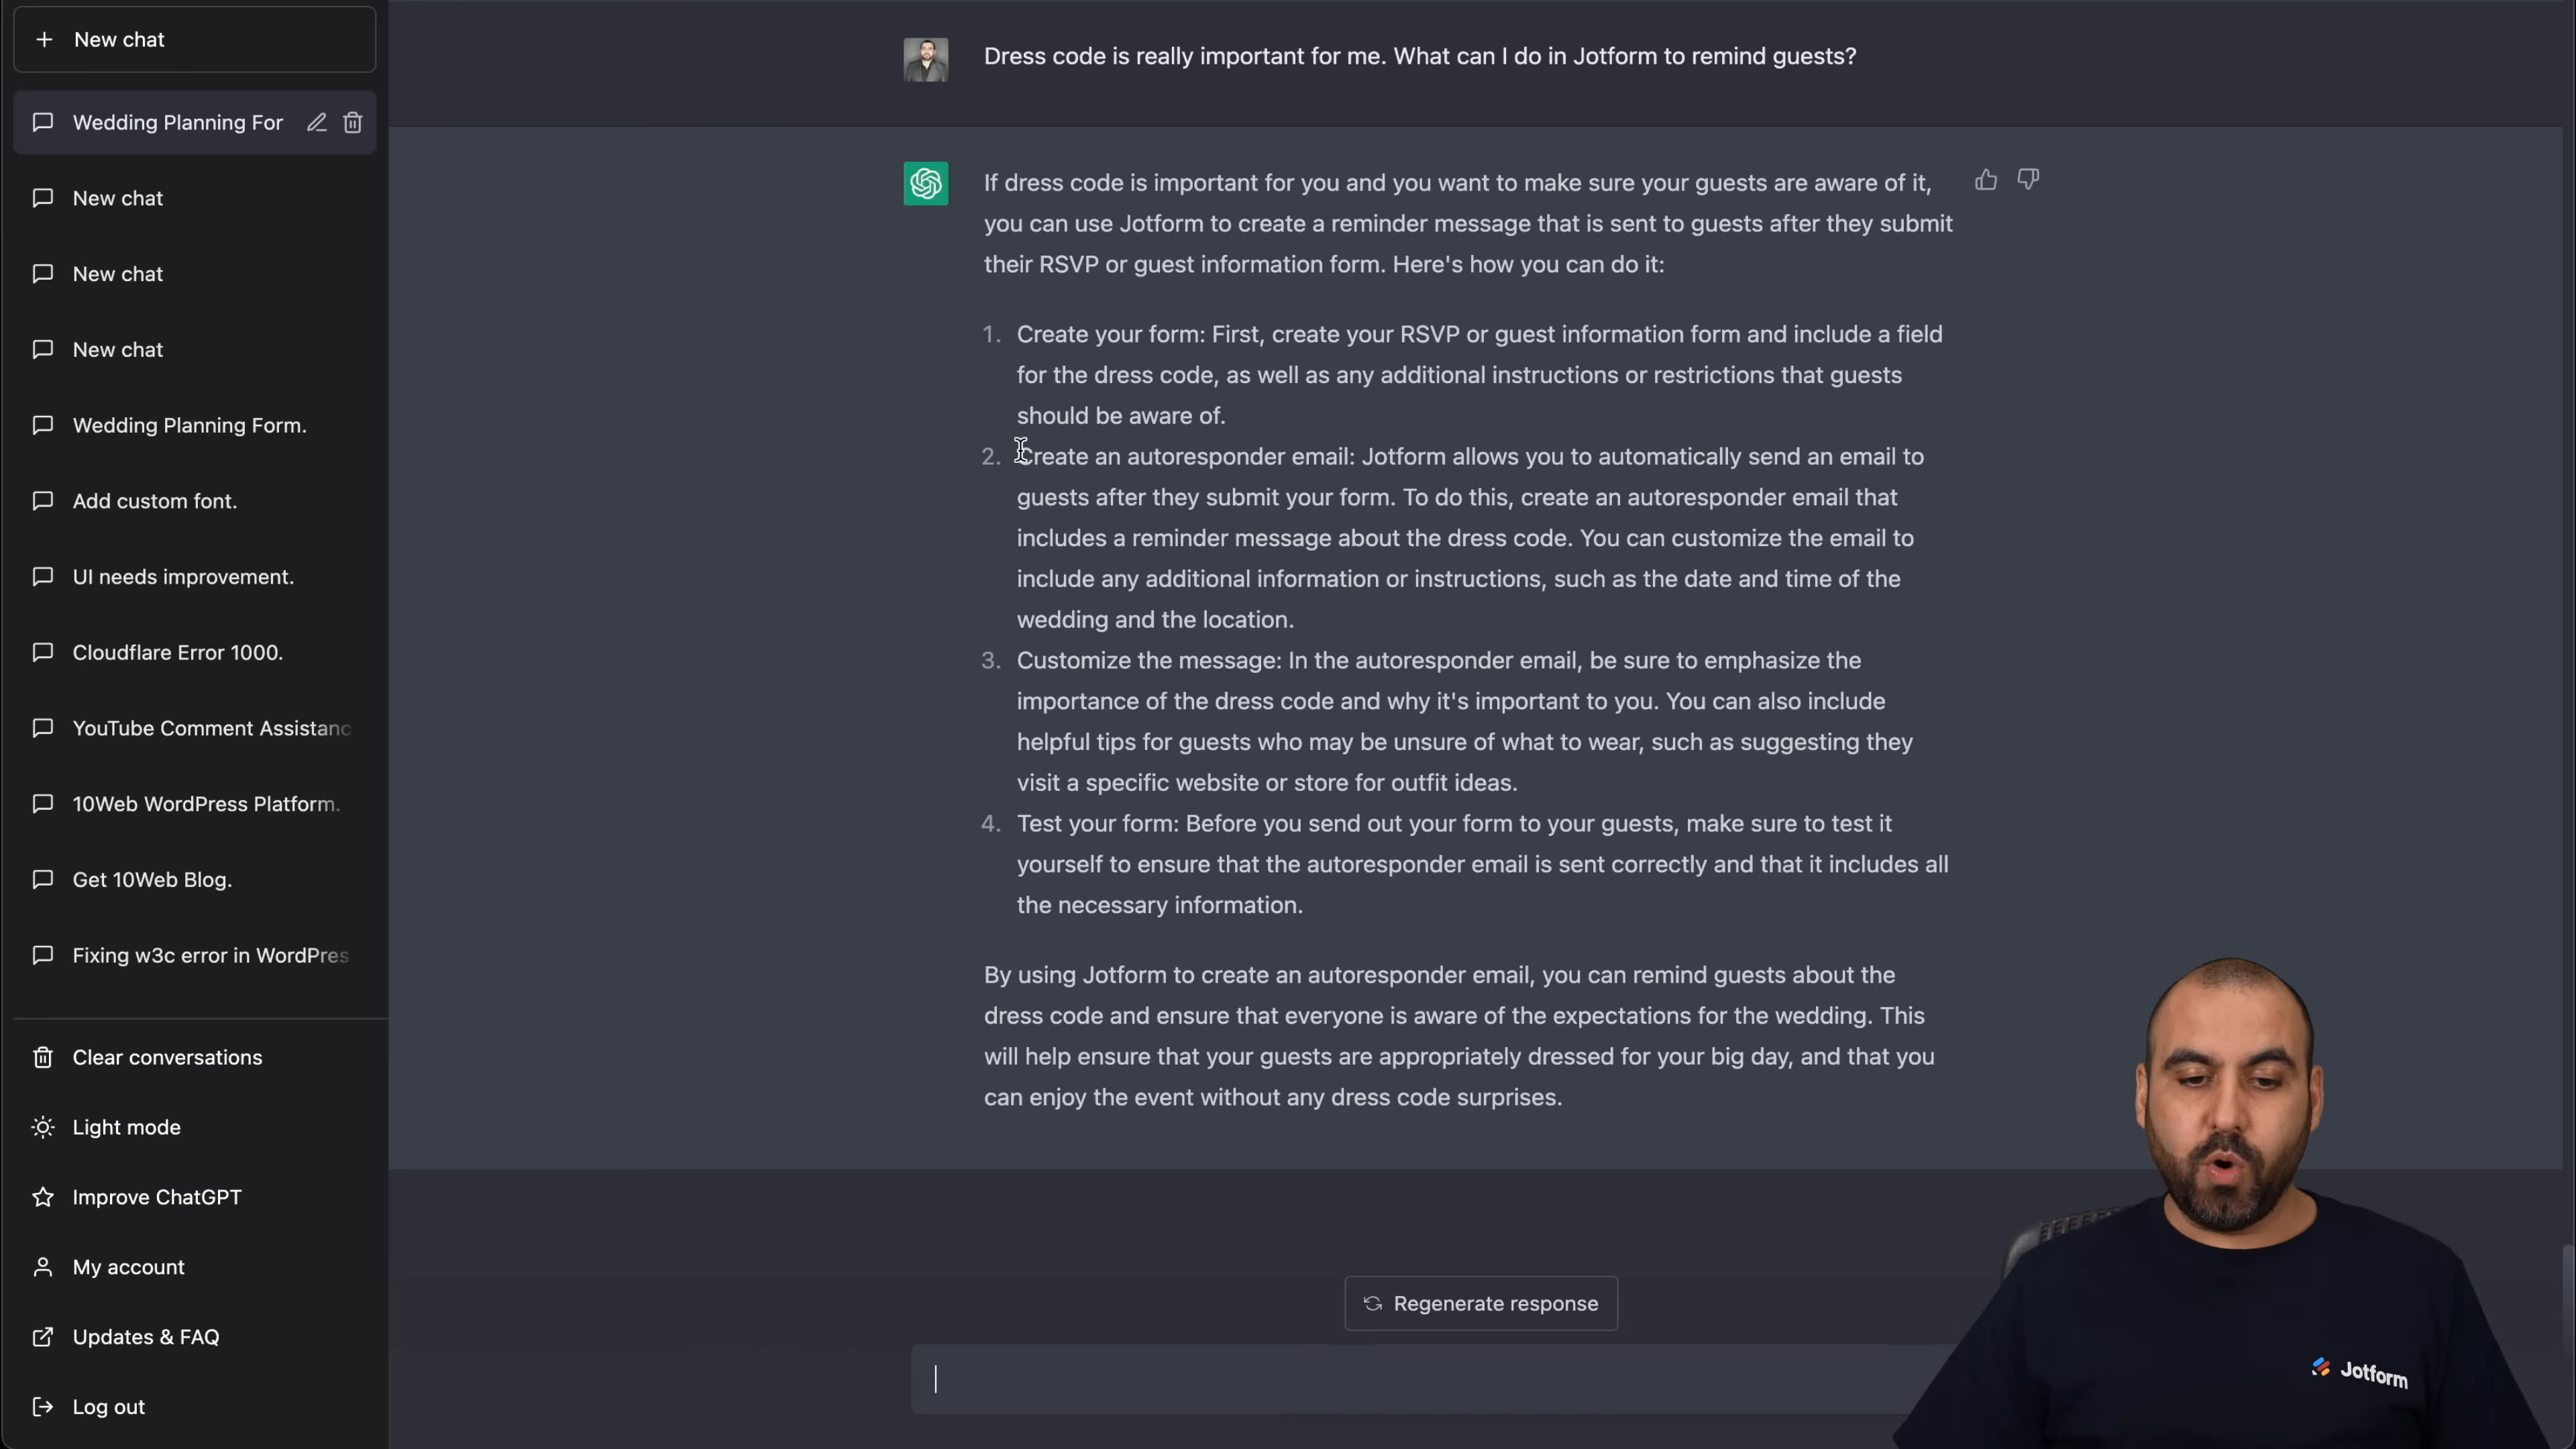 New chat
Wedding Planning For
New chat
New chat
New chat
Wedding Planning Form.
Add custom font.
UI needs improvement.
Cloudflare Error 1000.
YouTube Comment Assistanc
10Web WordPress Platform.
Get 10Web Blog.
Fixing w3c error in WordPres
Clear conversations
Light mode
Improve ChatGPT
My account
Updates & FAQ
Log out
Dress code is really important for me. What can I do in Jotform to remind guests?
If dress code is important for you and you want to make sure your guests are aware of it,
you can use Jotform to create a reminder message that is sent to guests after they submit
their RSVP or guest information form. Here's how you can do it:
1. Create your form: First, create your RSVP or guest information form and include a field
for the dress code, as well as any additional instructions or restrictions that guests
should be aware of.
2. Create an autoresponder email: Jotform allows you to automatically send an email to
guests after they submit your form. To do this, create an autoresponder email that
includes a reminder message about the dress code. You can customize the email to
include any additional information or instructions, such as the date and time of the
wedding and the location.
3. Customize the message: In the autoresponder email, be sure to emphasize the
importance of the dress code and why it's important to you. You can also include
helpful tips for guests who may be unsure of what to wear, such as suggesting they
visit a specific website or store for outfit ideas.
4. Test your form: Before you send out your form to your guests, make sure to test it
yourself to ensure that the autoresponder email is sent correctly and that it includes all
the necessary information.
By using Jotform to create an autoresponder email, you can remind guests about the
dress code and ensure that everyone is aware of the expectations for the wedding. This
will help ensure that your guests are appropriately dressed for your big day, and that you
can enjoy the event without any dress code surprises.
Regenerate response
Jotform